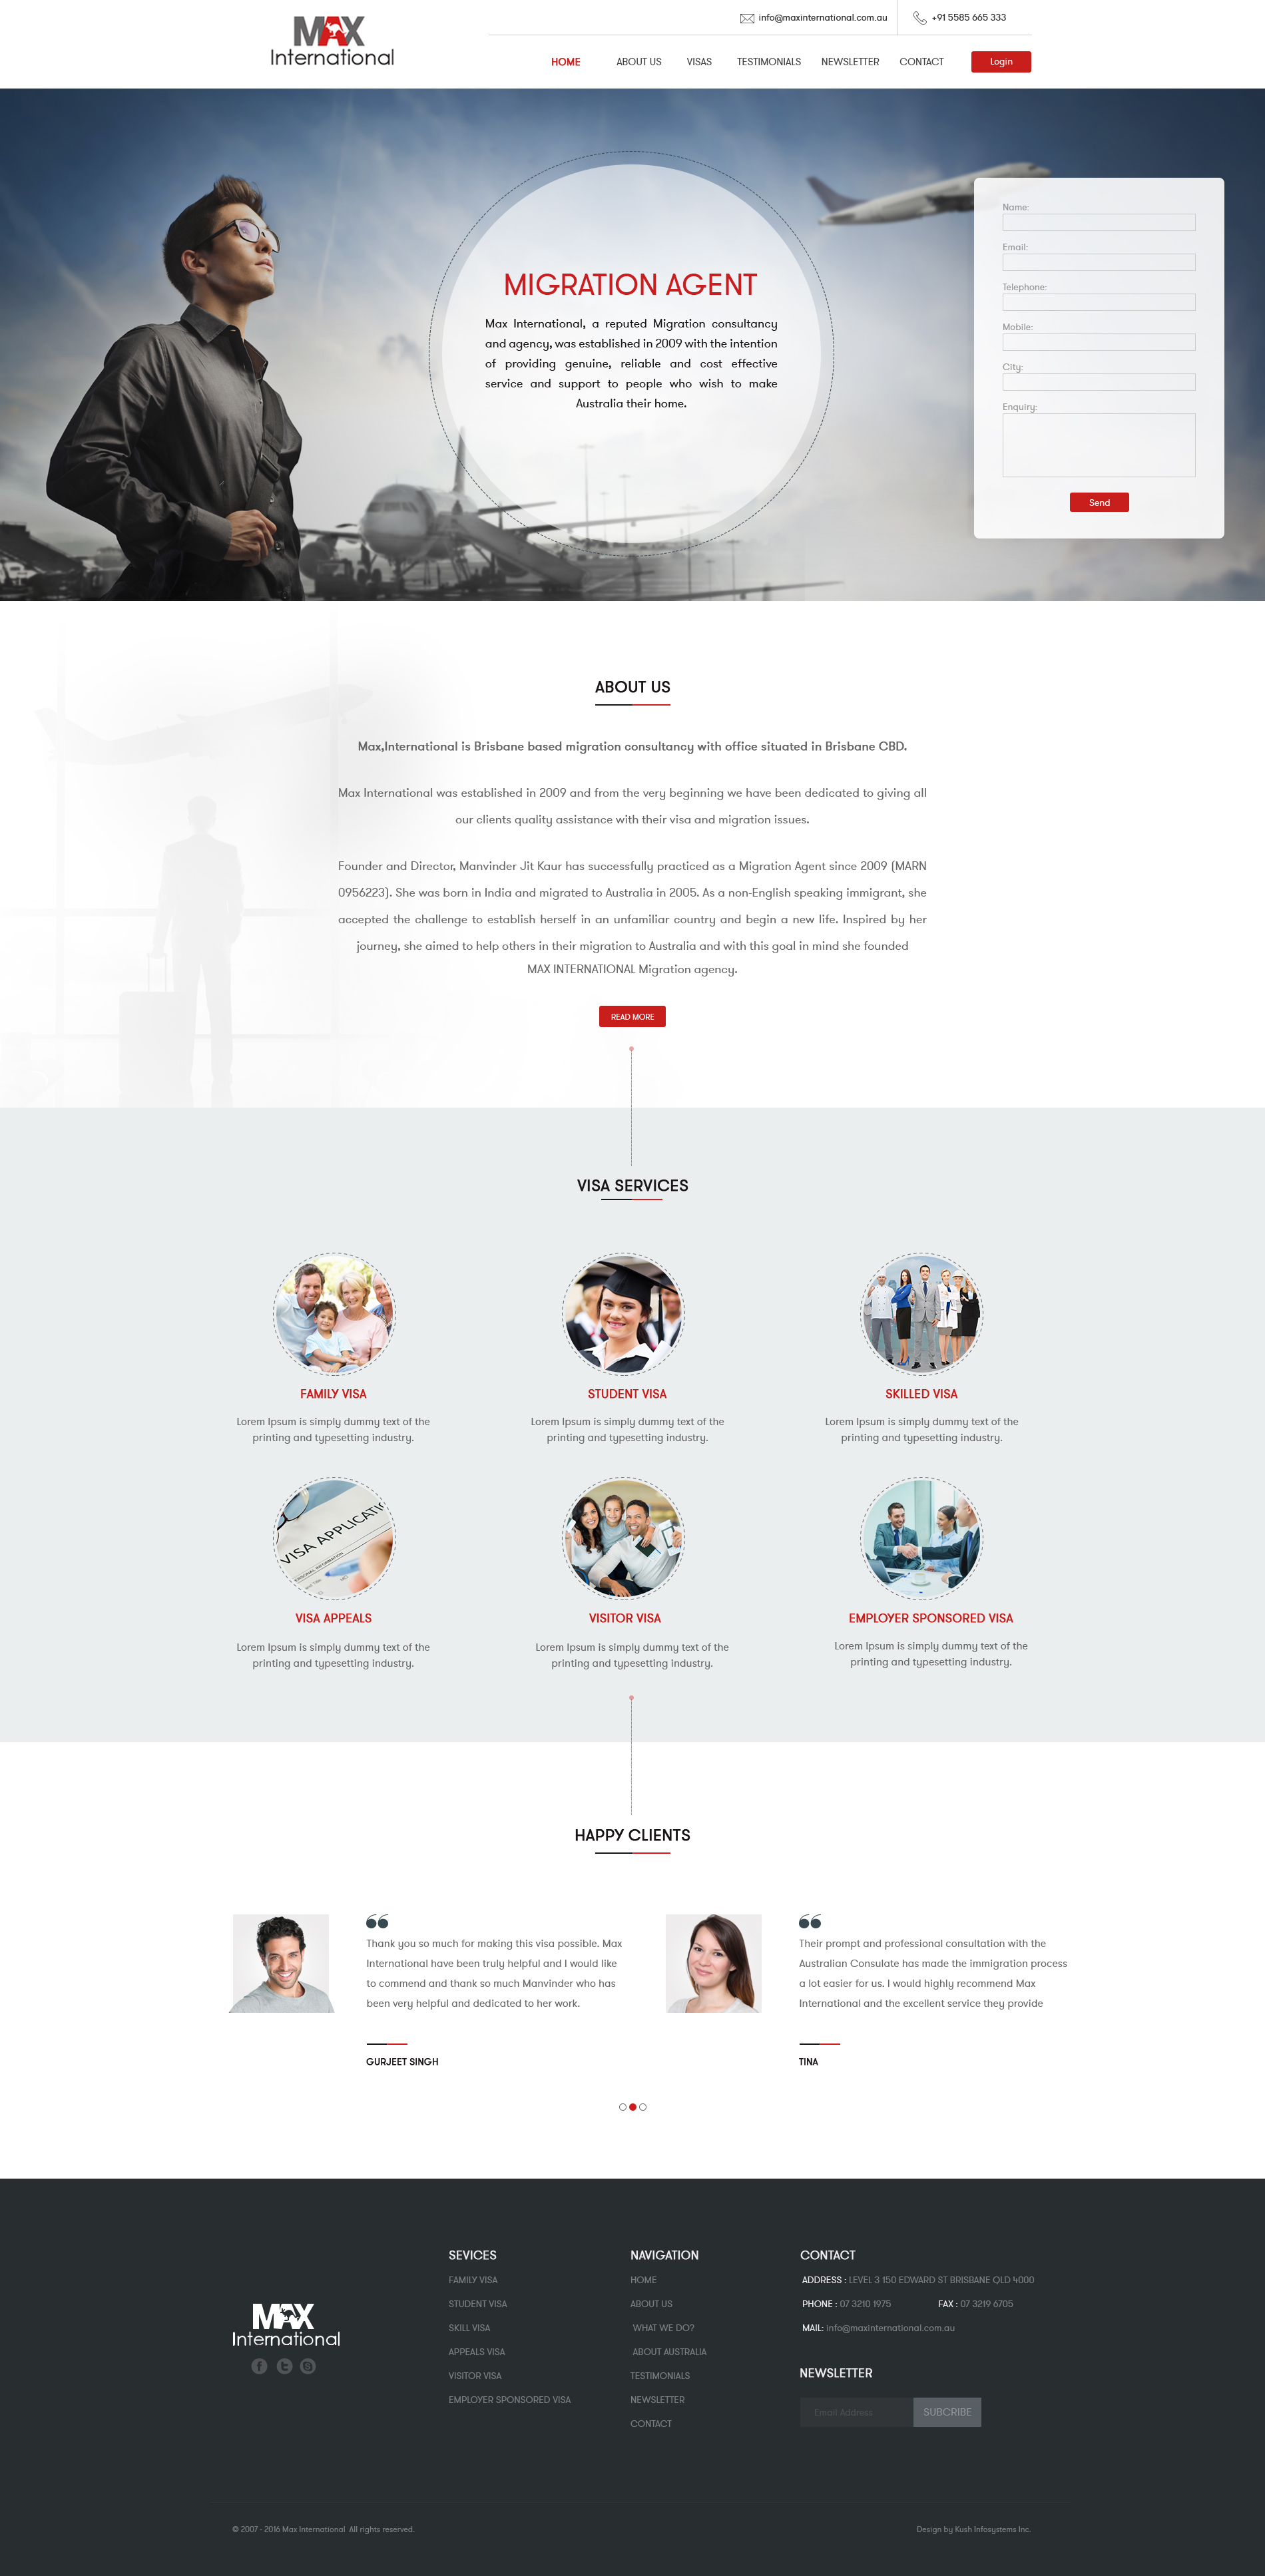 MAX
International
info@maxinternational.com.au
+91 5585 665 333
HOME
ABOUT US
VISAS
TESTIMONIALS
NEWSLETTER
CONTACT
Login
MIGRATION AGENT
Max International, a reputed Migration consultancy
and agency, was established in 2009 with the intention
of providing genuine, reliable and cost effective
service and support to people who wish to make
Australia their home.
Name:
Email:
Telephone:
Mobile:
City:
Enquiry:
Send
ABOUT US
Max,International is Brisbane based migration consultancy with office situated in Brisbane CBD.
Max International was established in 2009 and from the very beginning we have been dedicated to giving all
our clients quality assistance with their visa and migration issues.
Founder and Director, Manvinder Jit Kaur has successfully practiced as a Migration Agent since 2009 (MARN
0956223). She was born in India and migrated to Australia in 2005. As a non-English speaking immigrant, she
accepted the challenge to establish herself in an unfamiliar country and begin a new life. Inspired by her
journey, she aimed to help others in their migration to Australia and with this goal in mind she founded
MAX INTERNATIONAL Migration agency.
READ MORE
VISA SERVICES
FAMILY VISA
Lorem Ipsum is simply dummy text of the
printing and typesetting industry.
STUDENT VISA
Lorem Ipsum is simply dummy text of the
printing and typesetting industry.
SKILLED VISA
Lorem Ipsum is simply dummy text of the
printing and typesetting industry.
VISA APPLICATIO
VISA APPEALS
Lorem Ipsum is simply dummy text of the
printing and typesetting industry.
VISITOR VISA
Lorem Ipsum is simply dummy text of the
printing and typesetting industry.
EMPLOYER SPONSORED VISA
Lorem Ipsum is simply dummy text of the
printing and typesetting industry.
HAPPY CLIENTS
Thank you so much for making this visa possible. Max
International have been truly helpful and I would like
to commend and thank so much Manvinder who has
been very helpful and dedicated to her work.
GURJEET SINGH
Their prompt and professional consultation with the
Australian Consulate has made the immigration process
a lot easier for us. I would highly recommend Max
International and the excellent service they provide
TINA
MAX
International
SEVICES
FAMILY VISA
STUDENT VISA
SKILL VISA
APPEALS VISA
VISITOR VISA
EMPLOYER SPONSORED VISA
NAVIGATION
HOME
ABOUT US
WHAT WE DO?
ABOUT AUSTRALIA
TESTIMONIALS
NEWSLETTER
CONTACT
CONTACT
ADDRESS : LEVEL 3 150 EDWARD ST BRISBANE QLD 4000
PHONE : 07 3210 1975 FAX : 07 3219 6705
MAIL: info@maxinternational.com.au
NEWSLETTER
Email Address
SUBCRIBE
© 2007 - 2016 Max International All rights reserved.
Design by Kush Infosystems Inc.